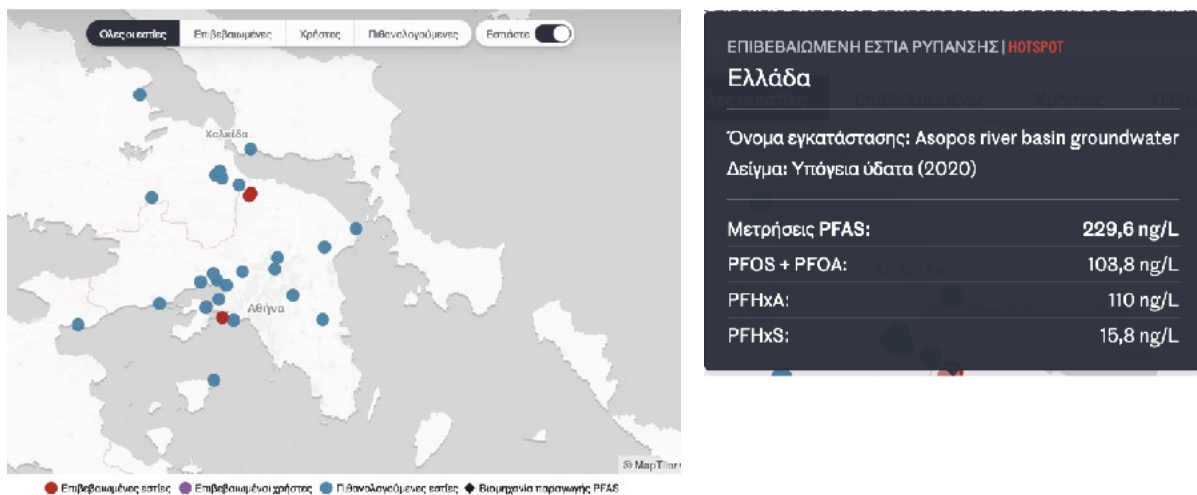 Όλες οι εστίες Επιβεβαιωμένες Χρήστες Πιθανολογούμενες Εστιάστε
Χαλκίδα
Αθήνα
© MapTiler
Επιβεβαιωμένες εστίες Επιβεβαιωμένοι χρήστες Πιθανολογούμενες εστίες Βιομηχανία παραγωγής PFAS
ΕΠΙΒΕΒΑΙΩΜΕΝΗ ΕΣΤΙΑ ΡΥΠΑΝΣΗΣ | HOTSPOT
Ελλάδα
Όνομα εγκατάστασης: Asopos river basin groundwater
Δείγμα: Υπόγεια ύδατα (2020)
Μετρήσεις PFAS: 229,6 ng/L
PFOS + PFOA: 103,8 ng/L
PFHxA: 110 ng/L
PFHxS: 15,8 ng/L